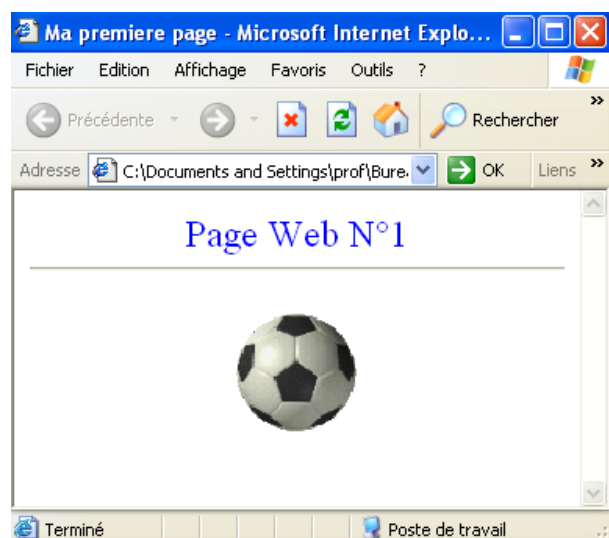 Ma premiere page - Microsoft Internet Explo...
Fichier Edition Affichage Favoris Outils ?
Précédente Rechercher »
Adresse C:\Documents and Settings\prof\Bure. OK Liens »
Page Web N°1
Terminé Poste de travail